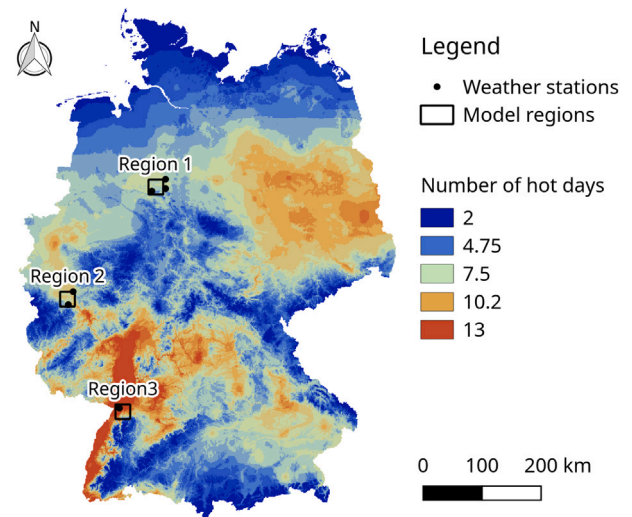 N
Legend
Weather stations
Model regions
Region 1
Number of hot days
2
4.75
7.5
10.2
13
Region 2
Region3
0 100 200 km